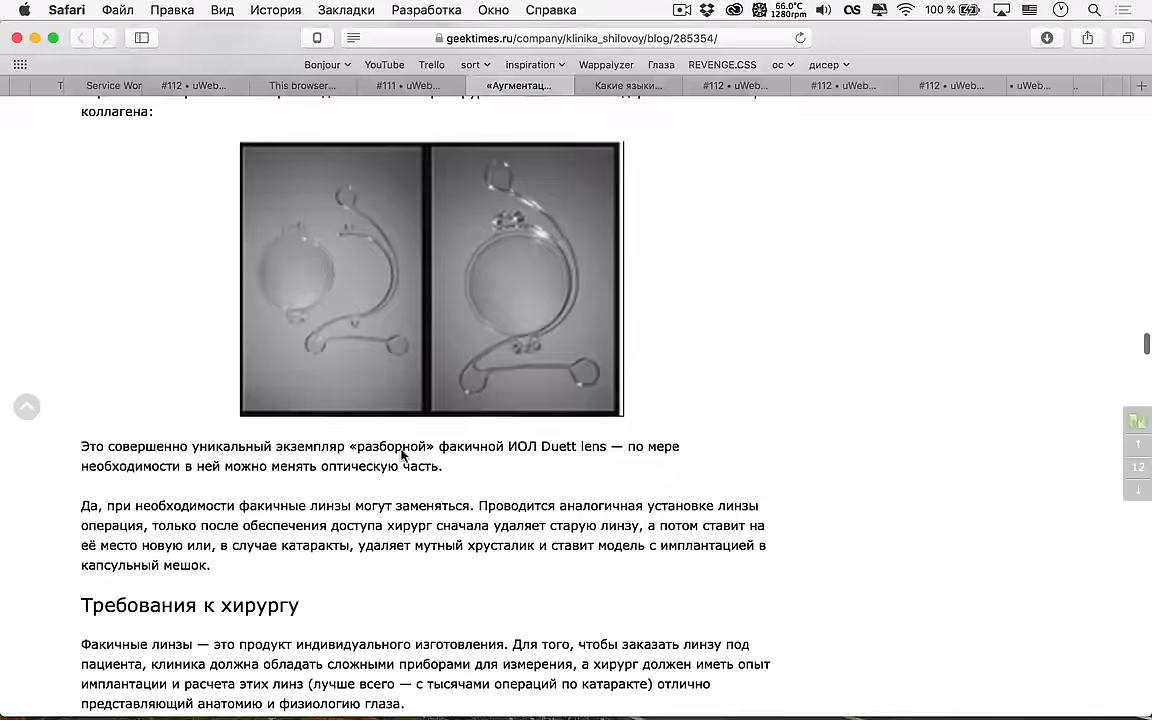 Safari Файл Правка Вид История Закладки Разработка Окно Справка 66.0°C 1280rpm 100 %
geektimes.ru/company/klinika_shilovoy/blog/285354/
Bonjour YouTube Trello sort inspiration Wappalyzer Глаза REVENGE.CSS ос дисер
T Service Wor #112 • uWeb... This browser... #111 • uWeb... «Аугментац... Какие языки... #112 • uWeb... #112 • uWeb... #112 • uWeb... • uWeb... ..
коллагена:
Это совершенно уникальный экземпляр «разборной» факичной ИОЛ Duett lens — по мере
необходимости в ней можно менять оптическую часть.
Да, при необходимости факичные линзы могут заменяться. Проводится аналогичная установке линзы
операция, только после обеспечения доступа хирург сначала удаляет старую линзу, а потом ставит на
её место новую или, в случае катаракты, удаляет мутный хрусталик и ставит модель с имплантацией в
капсульный мешок.
12
Требования к хирургу
Факичные линзы — это продукт индивидуального изготовления. Для того, чтобы заказать линзу под
пациента, клиника должна обладать сложными приборами для измерения, а хирург должен иметь опыт
имплантации и расчета этих линз (лучше всего — с тысячами операций по катаракте) отлично
представляющий анатомию и физиологию глаза.